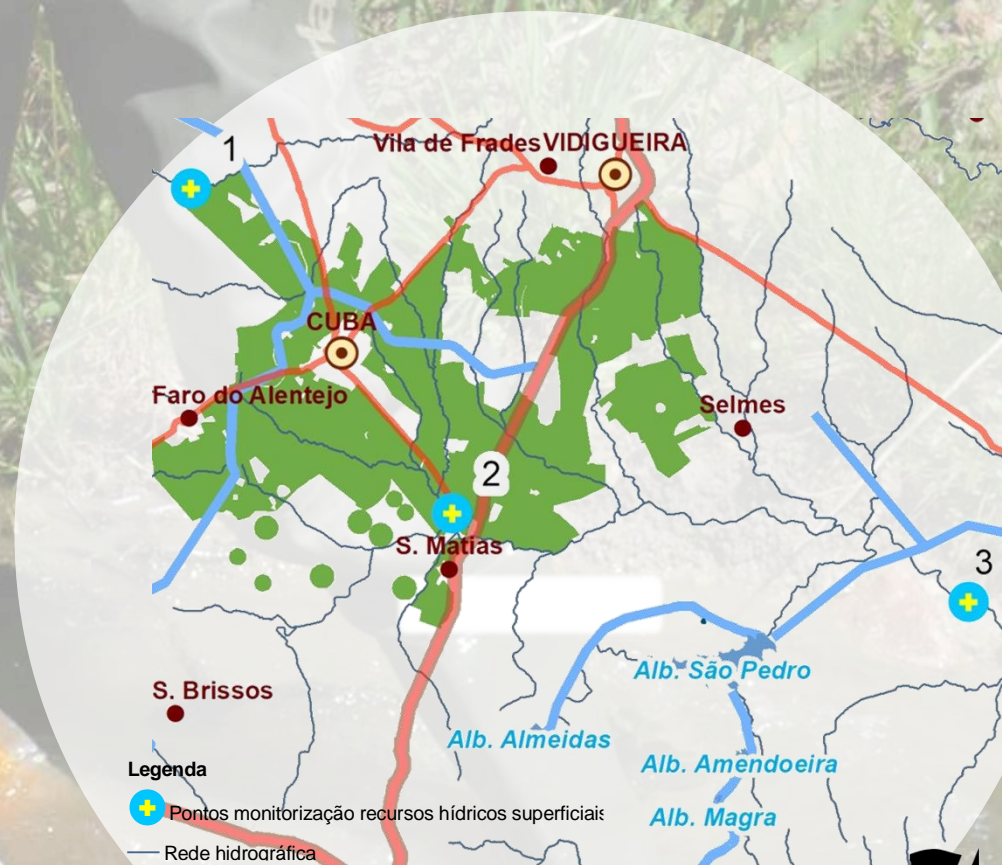 1
Vila de Frades VIDIGUEIRA
CUBA
Faro do Alentejo
Selmes
2
S. Matias
3
Alb. São Pedro
S. Brissos
Alb. Almeidas
Alb. Amendoeira
Alb. Magra
Legenda
Pontos monitorização recursos hídricos superficiais
Rede hidrográfica